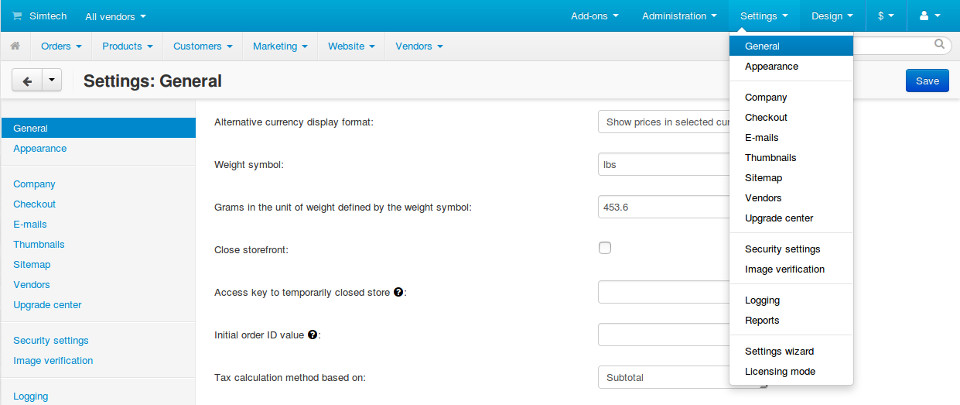 Simtech All vendors Add-ons Administration Settings Design $
Orders Products Customers Marketing Website Vendors
Settings: General
Save
General
Appearance
Company
Checkout
E-mails
Thumbnails
Sitemap
Vendors
Upgrade center
Security settings
Image verification
Logging
Alternative currency display format: Show prices in selected cur
Weight symbol: lbs
Grams in the unit of weight defined by the weight symbol: 453.6
Close storefront:
Access key to temporarily closed store ?:
Initial order ID value ?:
Tax calculation method based on: Subtotal
General
Appearance
Company
Checkout
E-mails
Thumbnails
Sitemap
Vendors
Upgrade center
Security settings
Image verification
Logging
Reports
Settings wizard
Licensing mode